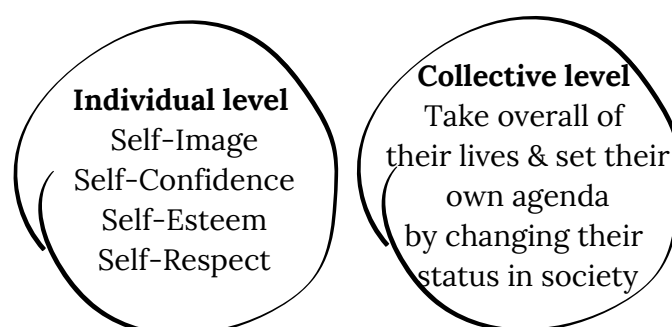 Individual level
Self-Image
Self-Confidence
Self-Esteem
Self-Respect
Collective level
Take overall of
their lives & set their
own agenda
by changing their
status in society